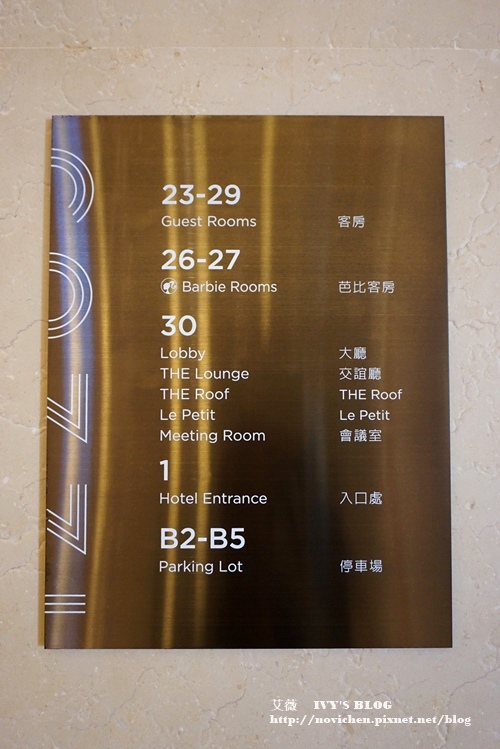 23-29
Guest Rooms 客房
26-27
Barbie Rooms 芭比客房
30
Lobby 大廳
THE Lounge 交誼廳
THE Roof THE Roof
Le Petit Le Petit
Meeting Room 會議室
1
Hotel Entrance 入口處
B2-B5
Parking Lot 停車場
艾薇 IVY'S BLOG
http://novichen.pixnet.net/blog